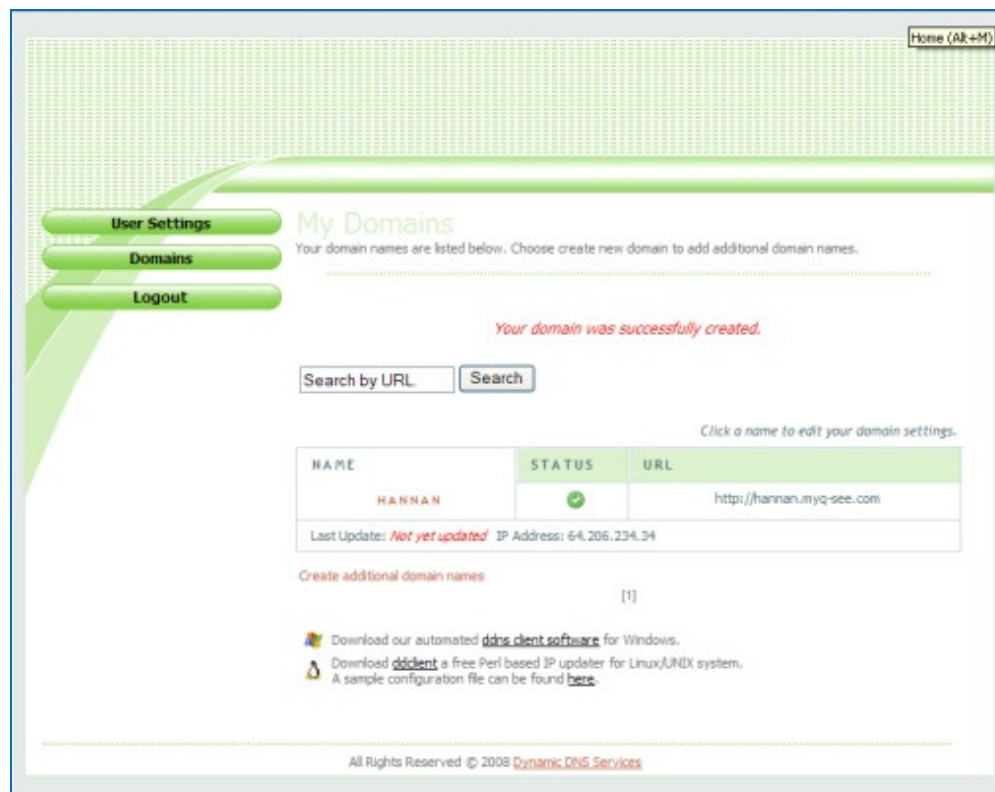 Home (Alt+M)
User Settings
Domains
Logout
My Domains
Your domain names are listed below. Choose create new domain to add additional domain names.
Your domain was successfully created.
Search by URL.
Search
Click a name to edit your domain settings.
NAME STATUS URL
HANNAN http://hannan.myq-see.com
Last Update: Not yet updated IP Address: 64.206.234.34
Create additional domain names
[1]
Download our automated ddns client software for Windows.
Download ddclient a free Perl based IP updater for Linux/UNIX system.
A sample configuration file can be found here.
All Rights Reserved © 2008 Dynamic DNS Services